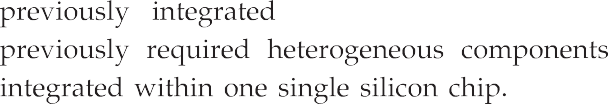 previously integrated
previously required heterogeneous components
integrated within one single silicon chip.